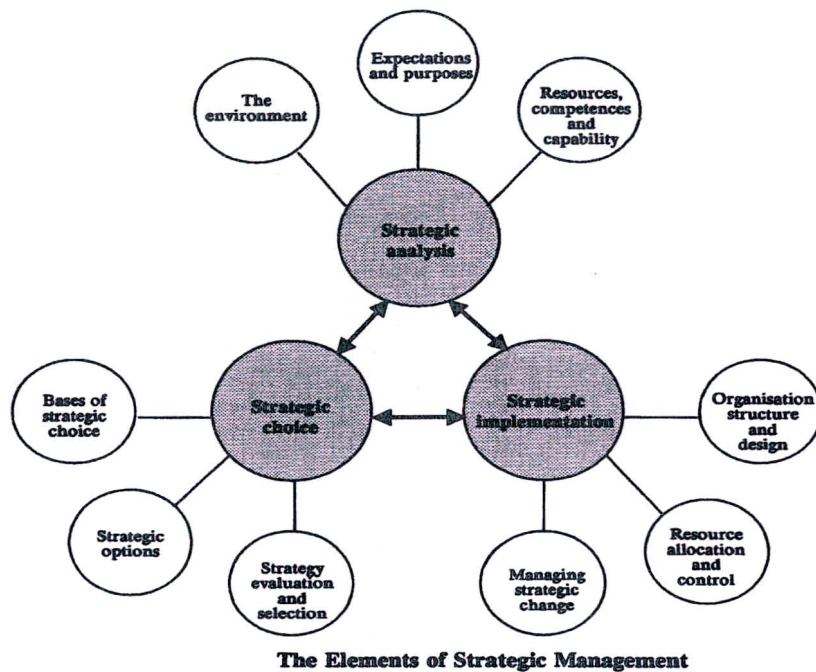 Expectations
and purposes
The
environment
Resources,
competences
and
capability
Strategic
analysis
Bases of
strategic
choice
Strategic
choice
Strategic
implementation
Organisation
structure and
design
Strategic
options
Strategy
evaluation and
selection
Managing
strategic
change
Resource
allocation and
control
The Elements of Strategic Management